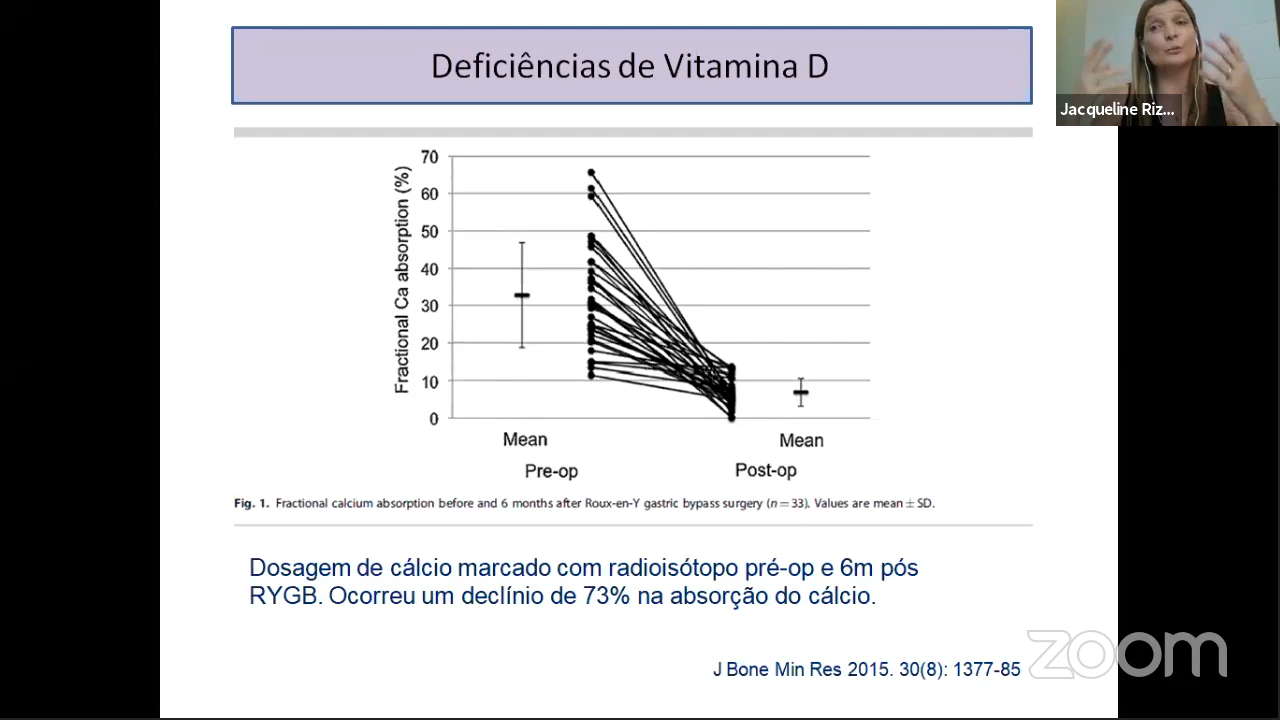 Deficiências de Vitamina D
Jacqueline Riz...
Fractional Ca absorption (%)
70
60
50
40
30
20
10
0
Mean
Mean
Pre-op
Post-op
Fig. 1. Fractional calcium absorption before and 6 months after Roux-en-Y gastric bypass surgery (n=33). Values are mean ± SD.
Dosagem de cálcio marcado com radioisótopo pré-op e 6m pós
RYGB. Ocorreu um declínio de 73% na absorção do cálcio.
J Bone Min Res 2015. 30(8): 1377-85
zoom